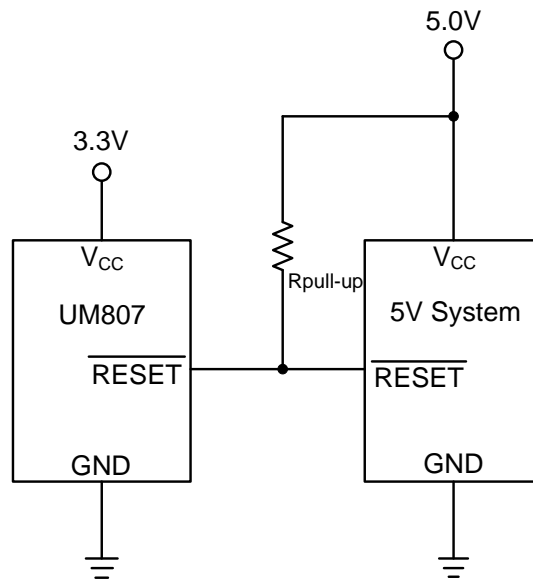 5.0V
3.3V
VCC
UM807
RESET
GND
Rpull-up
VCC
5V System
RESET
GND